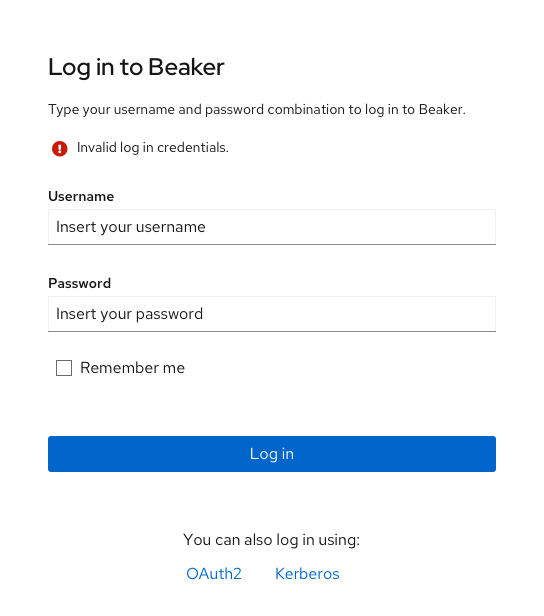 Log in to Beaker
Type your username and password combination to log in to Beaker.
Invalid log in credentials.
Username
Insert your username
Password
Insert your password
Remember me
Log in
You can also log in using:
OAuth2 Kerberos